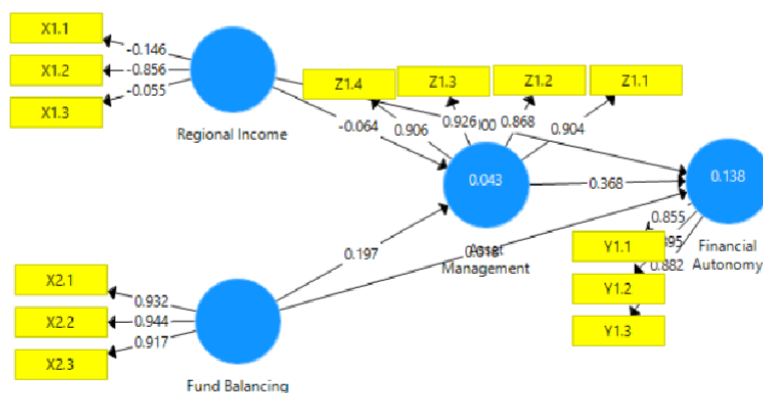 X1.1
-0.146
X1.2
-0.856
X1.3
-0.055
Regional Income
Z1.4
Z1.3
Z1.2
Z1.1
0.906
0.926
0.868
0.904
-0.064
0.043
Asset
Management
0.368
0.138
Financial
Autonomy
0.197
0.855
0.882
Y1.1
Y1.2
Y1.3
X2.1
0.932
X2.2
0.944
X2.3
0.917
Fund Balancing